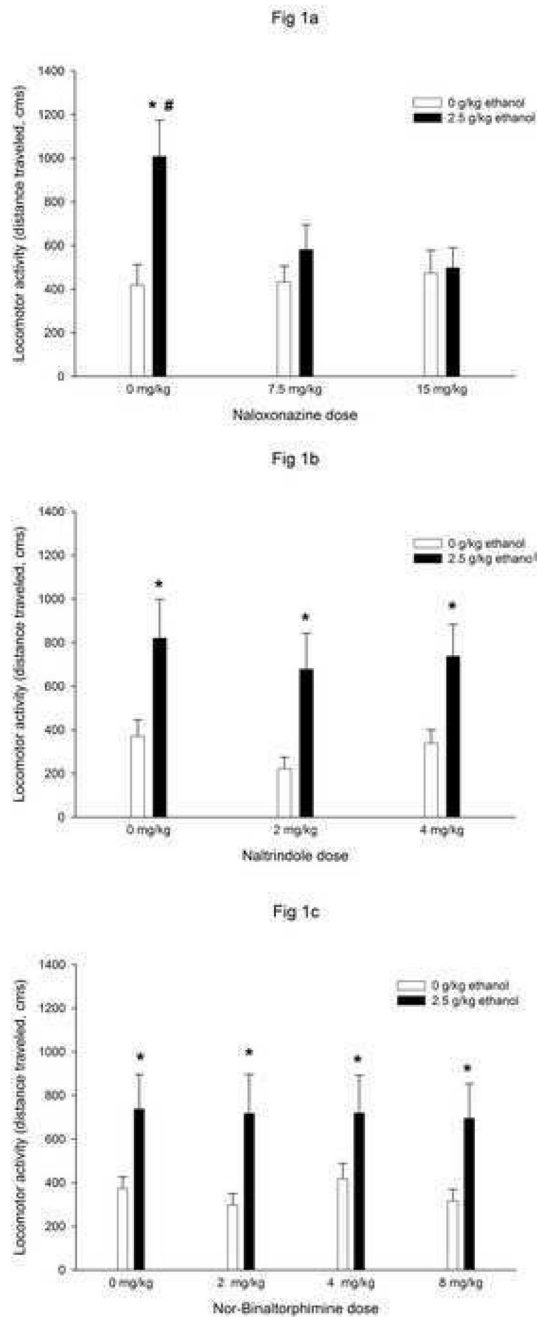 Fig 1a
Locomotor activity (distance traveled, cms)
1400
1200
1000
800
600
400
200
0
* #
0 g/kg ethanol
2.5 g/kg ethanol
0 mg/kg 7.5 mg/kg 15 mg/kg
Naloxonazine dose
Fig 1b
Locomotor activity (distance traveled, cms)
1400
1200
1000
800
600
400
200
0
0 g/kg ethanol
2.5 g/kg ethanol
* * *
0 mg/kg 2 mg/kg 4 mg/kg
Naltrindole dose
Fig 1c
Locomotor activity (distance traveled, cms)
1400
1200
1000
800
600
400
200
0
0 g/kg ethanol
2.5 g/kg ethanol
* * * *
0 mg/kg 2 mg/kg 4 mg/kg 8 mg/kg
Nor-Binaltorphimine dose